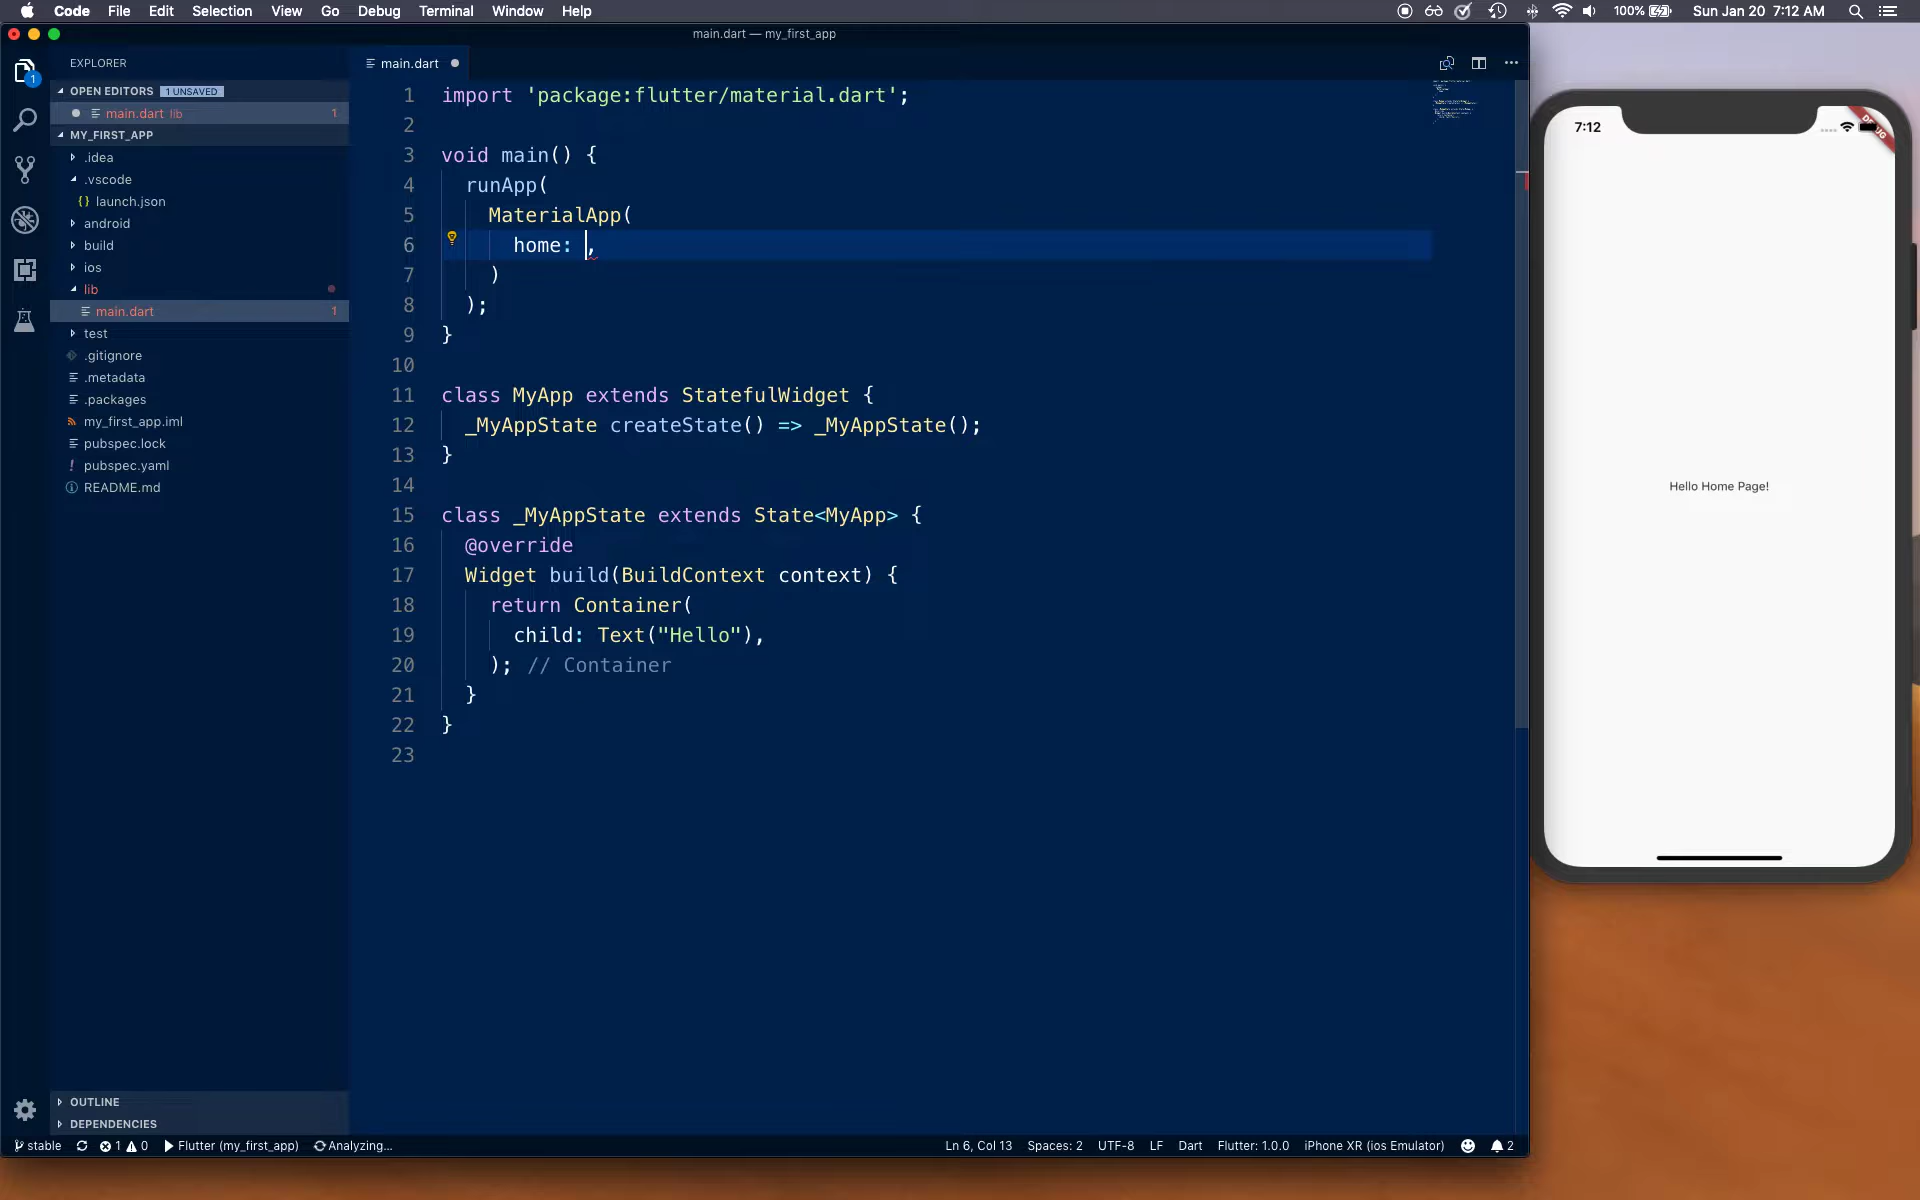 Code File Edit Selection View Go Debug Terminal Window Help
100% Sun Jan 20 7:12 AM
main.dart — my_first_app
1
EXPLORER
OPEN EDITORS 1 UNSAVED
main.dart lib 1
MY_FIRST_APP
.idea
.vscode
{} launch.json
android
build
ios
lib
main.dart 1
test
.gitignore
.metadata
.packages
my_first_app.iml
pubspec.lock
! pubspec.yaml
README.md
OUTLINE
DEPENDENCIES
main.dart
1 import 'package:flutter/material.dart';
2
3 void main() {
4 runApp(
5 MaterialApp(
6 home: ,
7 )
8 );
9 }
10
11 class MyApp extends StatefulWidget {
12 _MyAppState createState() => _MyAppState();
13 }
14
15 class _MyAppState extends State<MyApp> {
16 @override
17 Widget build(BuildContext context) {
18 return Container(
19 child: Text("Hello"),
20 ); // Container
21 }
22 }
23
7:12
DEBUG
Hello Home Page!
stable 1 0 Flutter (my_first_app) Analyzing... Ln 6, Col 13 Spaces: 2 UTF-8 LF Dart Flutter: 1.0.0 iPhone XR (ios Emulator) 2